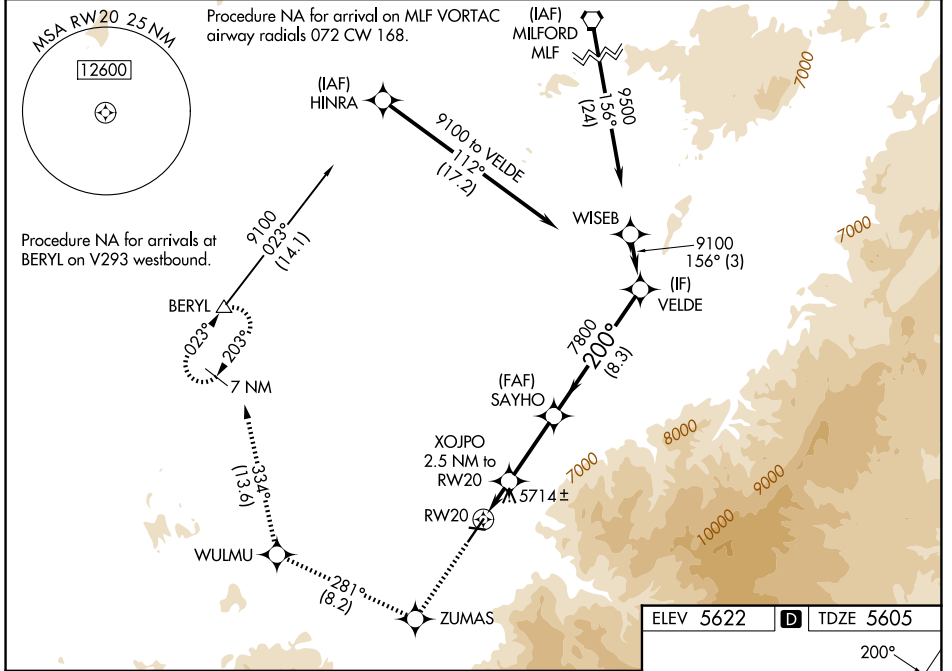 MSA RW20 25 NM
12600
Procedure NA for arrival on MLF VORTAC
airway radials 072 CW 168.
(IAF)
MILFORD
MLF
7000
(IAF)
HINRA
9500
156°
(24)
9100 to VELDE
112°
(17.2)
Procedure NA for arrivals at
BERYL on V293 westbound.
9100
023°
(14.1)
WISEB
9100
156° (3)
7000
(IF)
VELDE
BERYL
023°
203°
7 NM
7800
200°
(8.3)
(FAF)
SAYHO
8000
XOJPO
2.5 NM to
RW20
7000
9000
5714 ±
RW20
10000
334°
(13.6)
WULMU
281°
(8.2)
ZUMAS
ELEV 5622 D TDZE 5605
200°